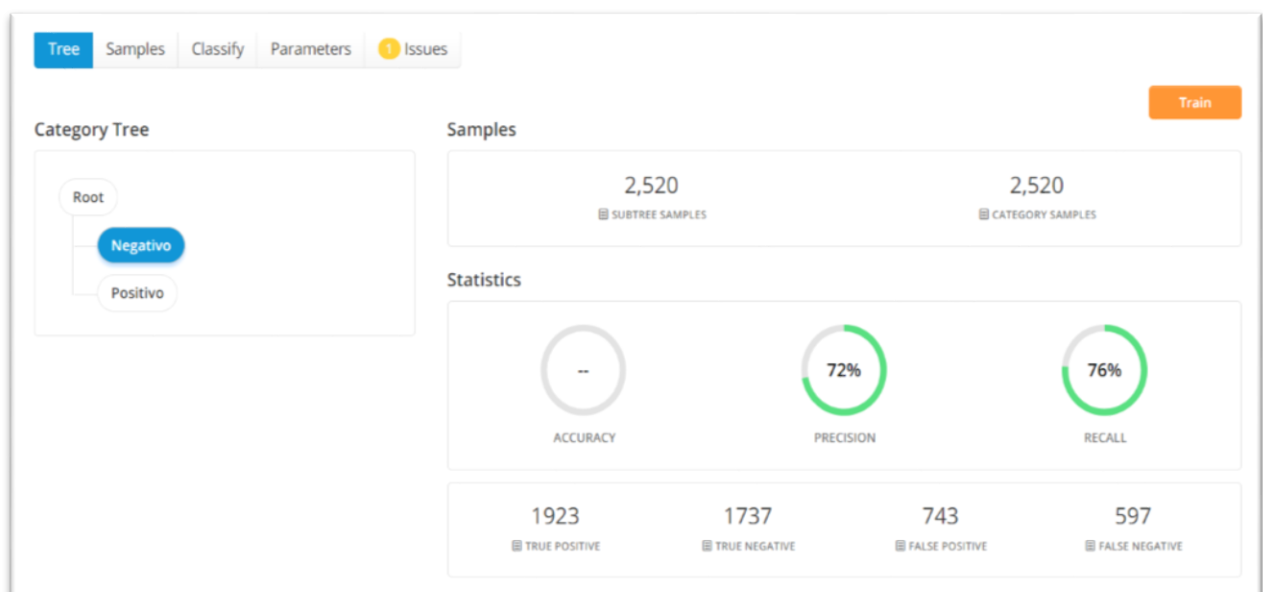 Tree Samples Classify Parameters 1 Issues
Train
Category Tree
Root
Negativo
Positivo
Samples
2,520 2,520
SUBTREE SAMPLES CATEGORY SAMPLES
Statistics
-- 72% 76%
ACCURACY PRECISION RECALL
1923 1737 743 597
TRUE POSITIVE TRUE NEGATIVE FALSE POSITIVE FALSE NEGATIVE